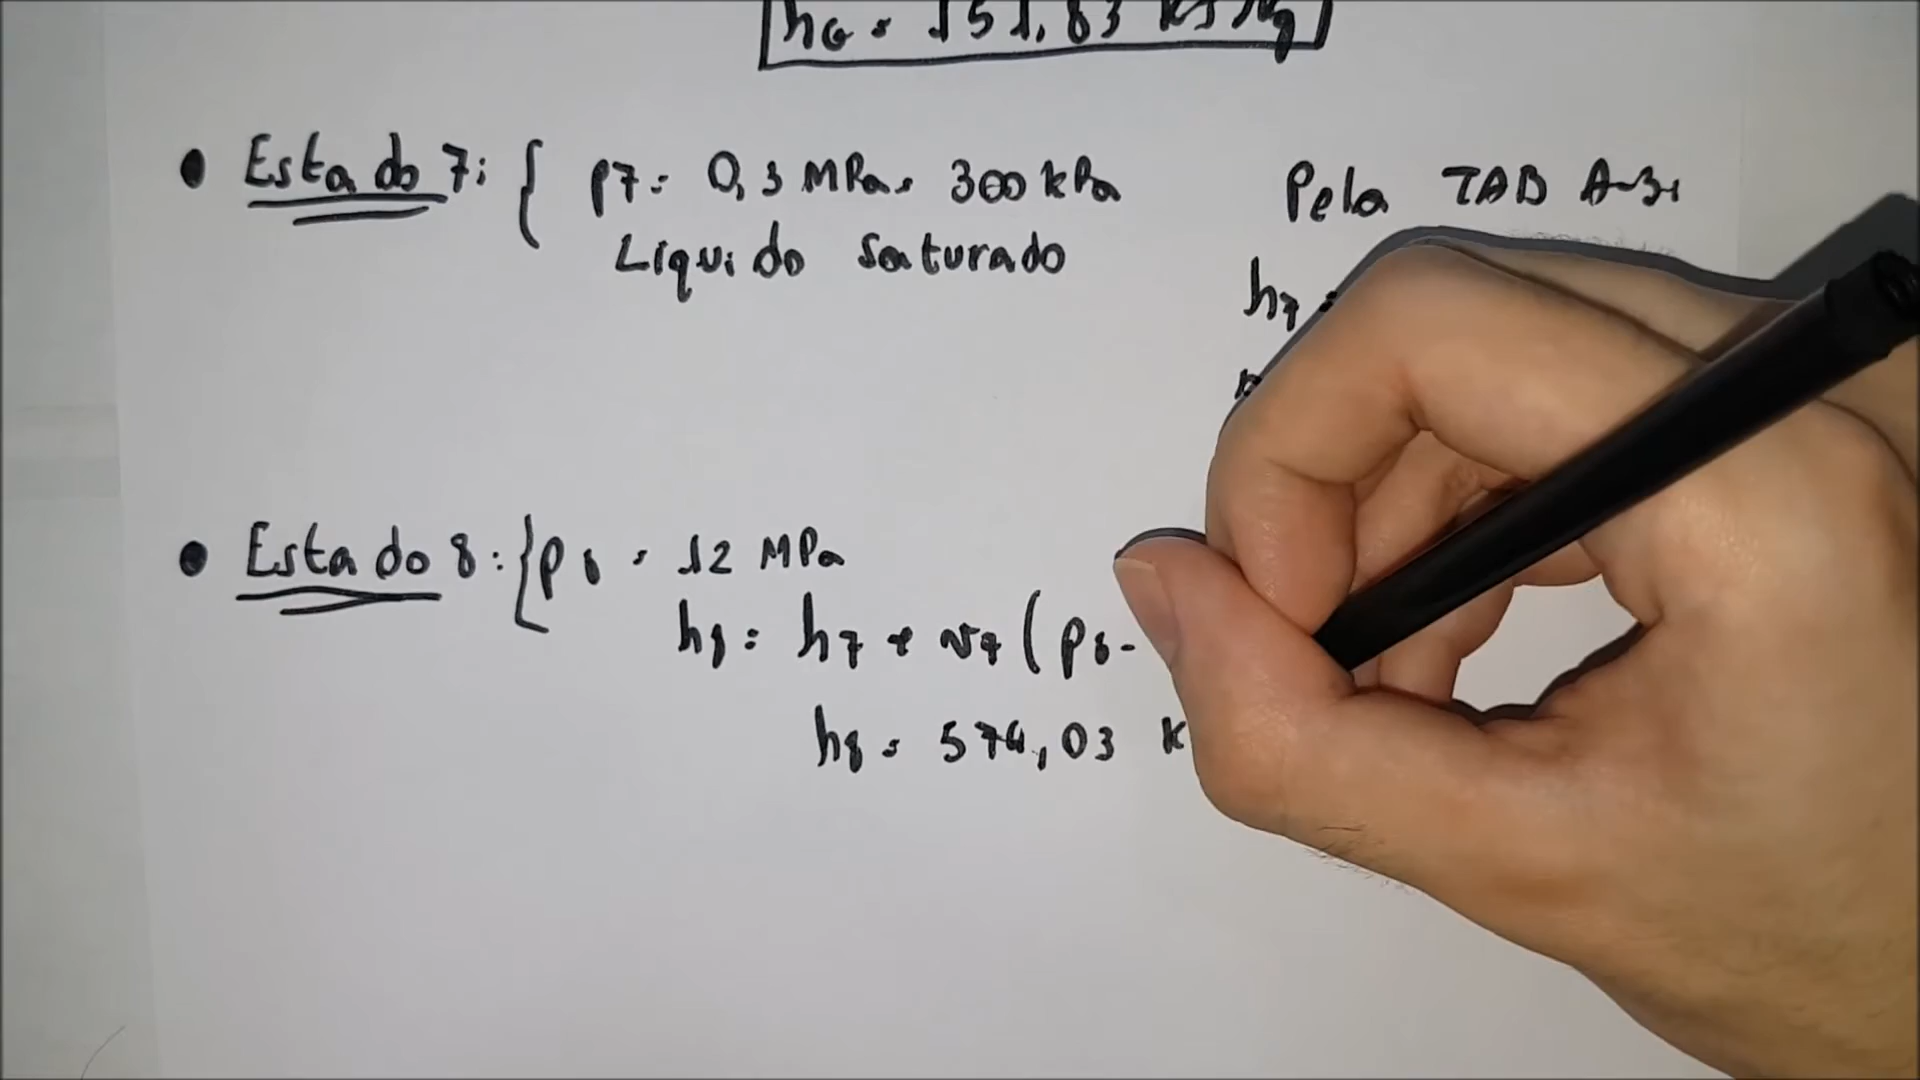 h6 = 151,83 kJ/kg
• Estado 7: { p7 = 0,3 MPa = 300 kPa
Líquido Saturado
Pela TAB A-3:
h7 =
• Estado 8: { p8 = 12 MPa
h8 = h7 + v7 (p8 -
h8 = 574,03 k